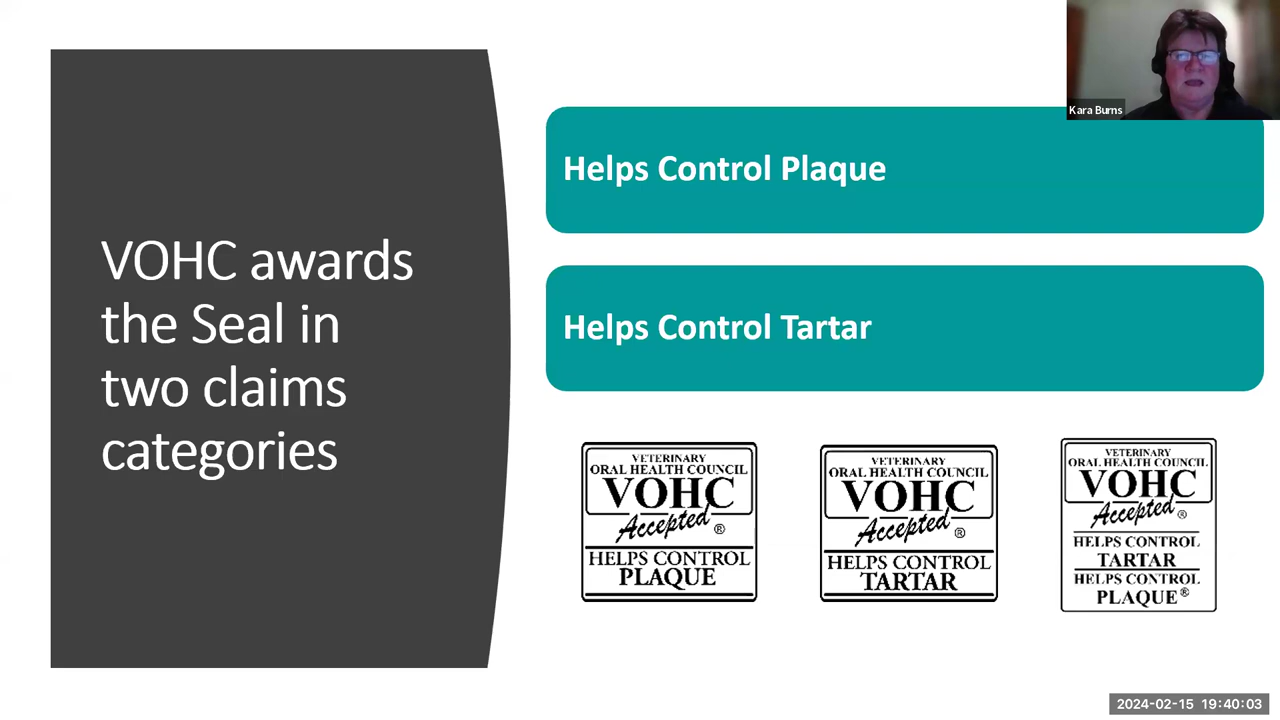 VOHC awards
the Seal in
two claims
categories
Kara Burns
Helps Control Plaque
Helps Control Tartar
VETERINARY
ORAL HEALTH COUNCIL
VOHC
Accepted®
HELPS CONTROL
PLAQUE
VETERINARY
ORAL HEALTH COUNCIL
VOHC
Accepted®
HELPS CONTROL
TARTAR
VETERINARY
ORAL HEALTH COUNCIL
VOHC
Accepted®
HELPS CONTROL
TARTAR
HELPS CONTROL
PLAQUE®
2024-02-15 19:40:03